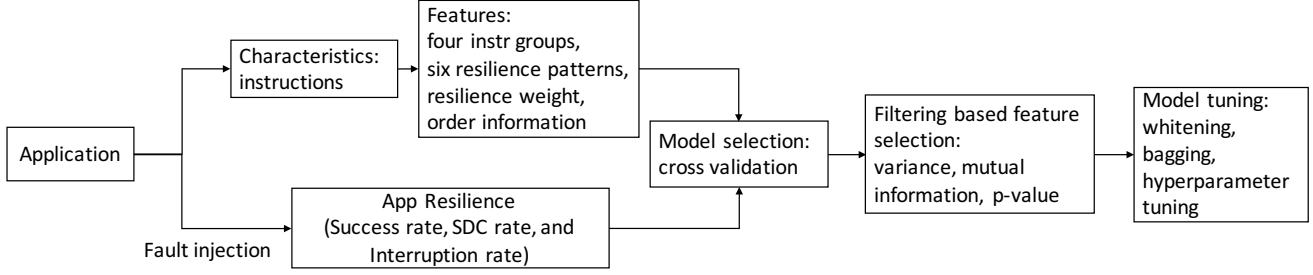 Application
Characteristics:
instructions
Features:
four instr groups,
six resilience patterns,
resilience weight,
order information
Fault injection
App Resilience
(Success rate, SDC rate, and
Interruption rate)
Model selection:
cross validation
Filtering based feature
selection:
variance, mutual
information, p-value
Model tuning:
whitening,
bagging,
hyperparameter
tuning